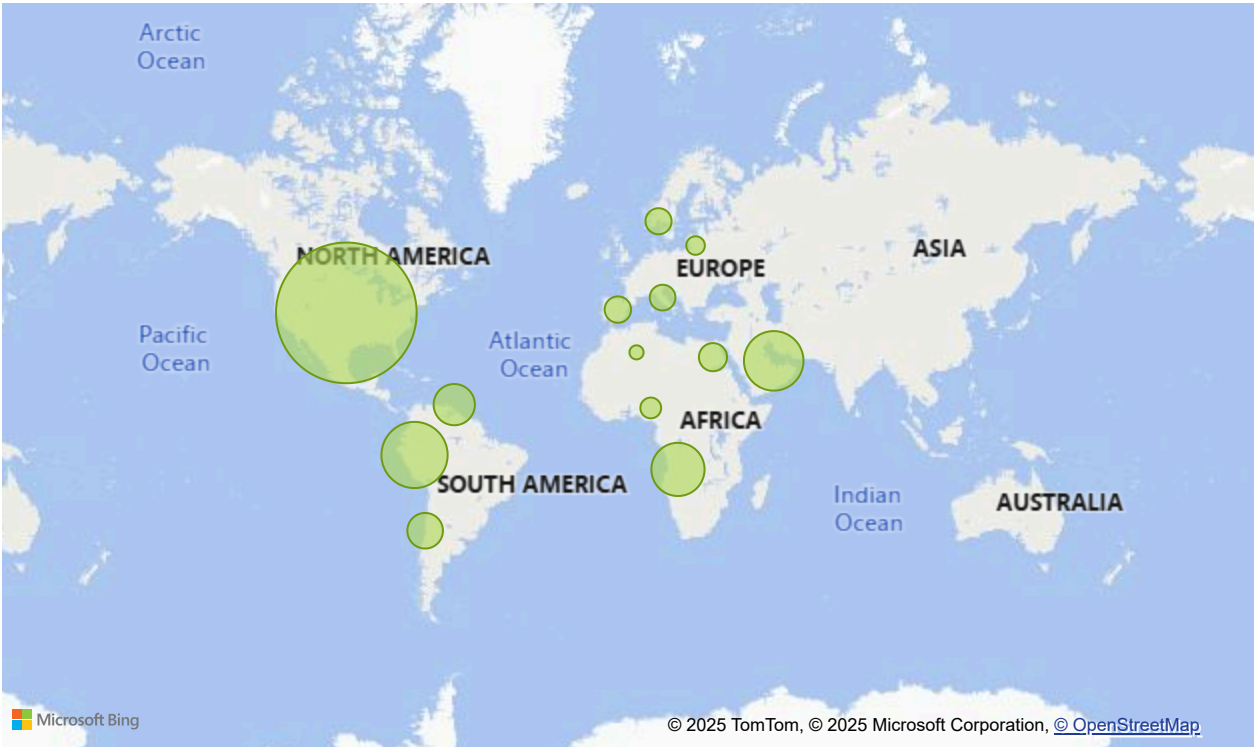 Arctic
Ocean
NORTH AMERICA
EUROPE
ASIA
Pacific
Ocean
Atlantic
Ocean
AFRICA
SOUTH AMERICA
Indian
Ocean
AUSTRALIA
Microsoft Bing
© 2025 TomTom, © 2025 Microsoft Corporation, © OpenStreetMap